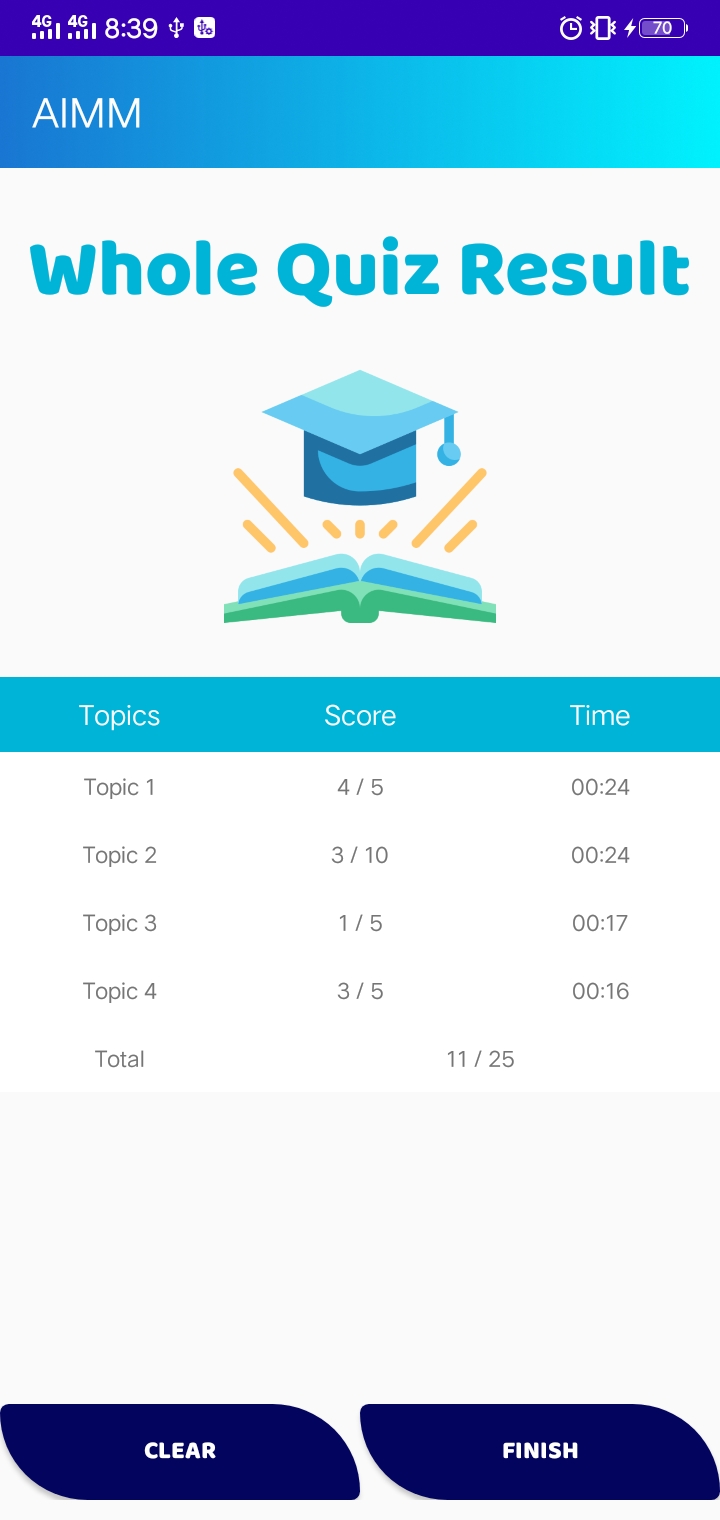 4G 4G 8:39 70
AIMM
Whole Quiz Result
Topics Score Time
Topic 1 4 / 5 00:24
Topic 2 3 / 10 00:24
Topic 3 1 / 5 00:17
Topic 4 3 / 5 00:16
Total 11 / 25
CLEAR FINISH